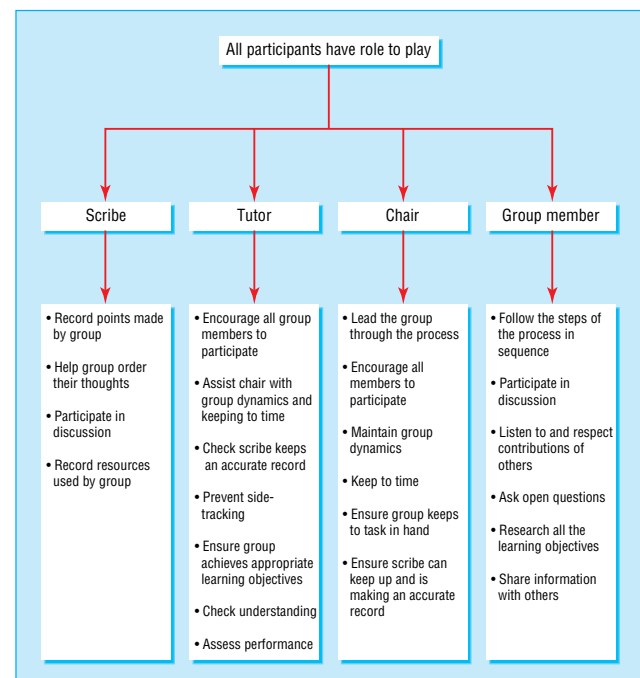 All participants have role to play
Scribe
Tutor
Chair
Group member
• Record points made
by group
• Help group order
their thoughts
• Participate in
discussion
• Record resources
used by group
• Encourage all group
members to
participate
• Assist chair with
group dynamics and
keeping to time
• Check scribe keeps
an accurate record
• Prevent side-
tracking
• Ensure group
achieves appropriate
learning objectives
• Check understanding
• Assess performance
• Lead the group
through the process
• Encourage all
members to
participate
• Maintain group
dynamics
• Keep to time
• Ensure group keeps
to task in hand
• Ensure scribe can
keep up and is
making an accurate
record
• Follow the steps of
the process in
sequence
• Participate in
discussion
• Listen to and respect
contributions of
others
• Ask open questions
• Research all the
learning objectives
• Share information
with others